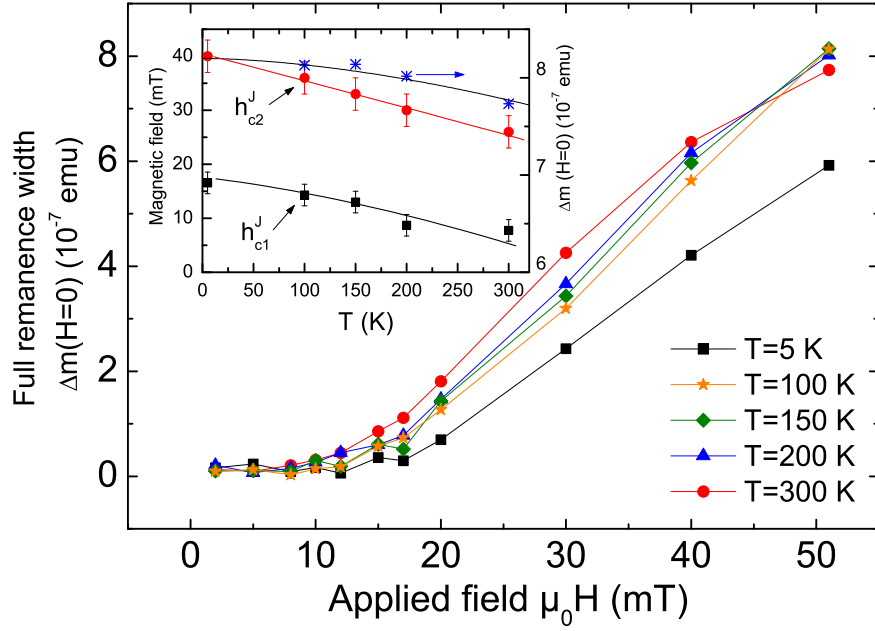 Full remanence width
Δm(H=0) (10⁻⁷ emu)
8
6
4
2
0
0
10
20
30
40
50
Applied field μ₀H (mT)
Magnetic field (mT)
40
30
20
10
0
0
50
100
150
200
250
300
T (K)
8
7
6
Δm (H=0) (10⁻⁷ emu)
h_c2^J
h_c1^J
T=5 K
T=100 K
T=150 K
T=200 K
T=300 K